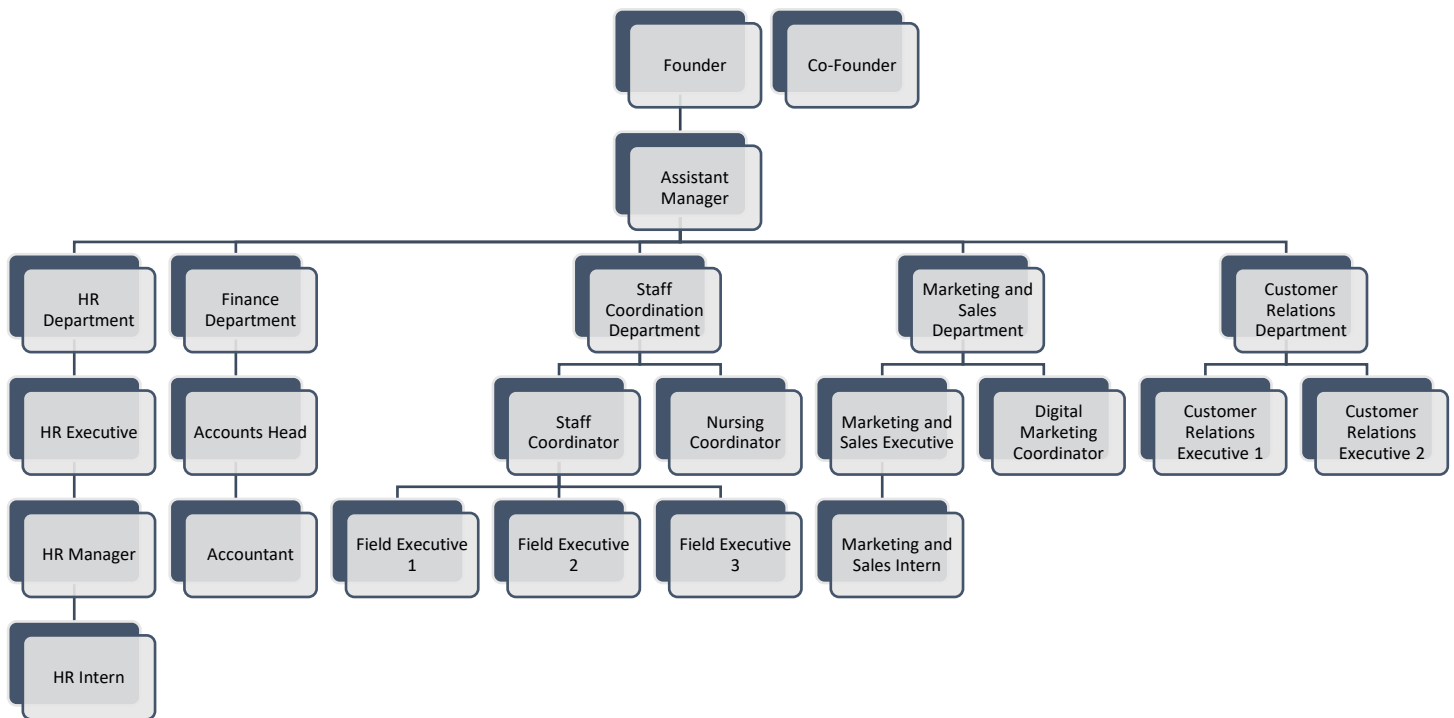 Founder
Co-Founder
Assistant
Manager
HR
Department
Finance
Department
Staff
Coordination
Department
Marketing and
Sales
Department
Customer
Relations
Department
HR Executive
Accounts Head
Staff
Coordinator
Nursing
Coordinator
Marketing and
Sales Executive
Digital
Marketing
Coordinator
Customer
Relations
Executive 1
Customer
Relations
Executive 2
HR Manager
Accountant
Field Executive
1
Field Executive
2
Field Executive
3
Marketing and
Sales Intern
HR Intern